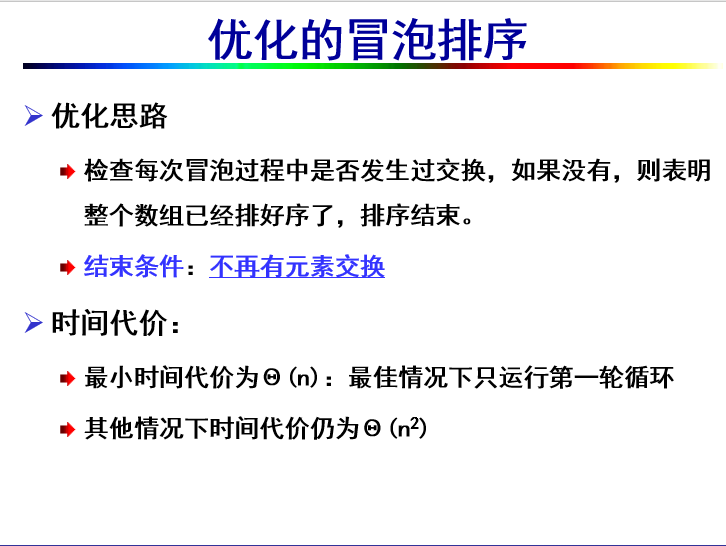 优化的冒泡排序
优化思路
检查每次冒泡过程中是否发生过交换，如果没有，则表明
整个数组已经排好序了，排序结束。
结束条件：不再有元素交换
时间代价：
最小时间代价为Θ(n)：最佳情况下只运行第一轮循环
其他情况下时间代价仍为Θ(n²)